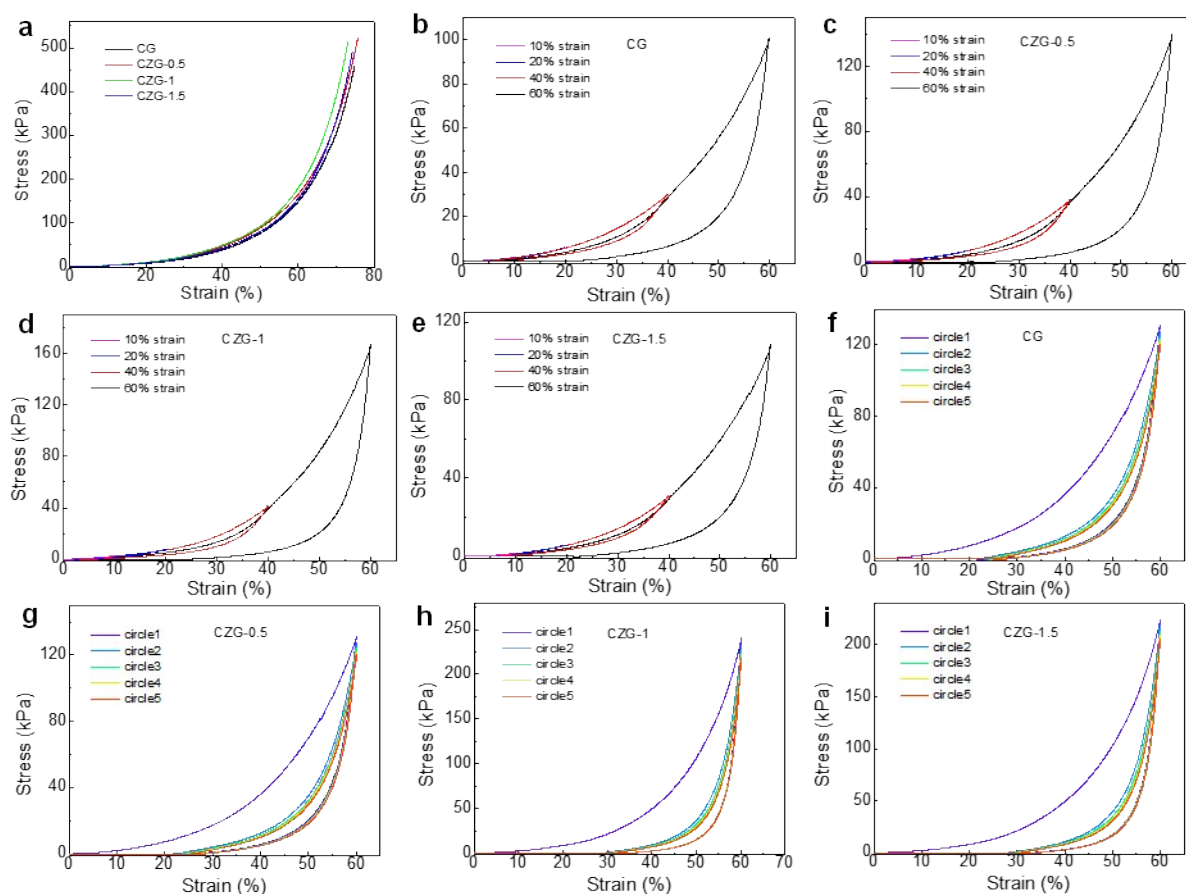 a
CG
CZG-0.5
CZG-1
CZG-1.5
500
400
300
200
100
0
Stress (kPa)
0 20 40 60 80
Strain (%)
b
10% strain
20% strain
40% strain
60% strain
CG
100
80
60
40
20
0
Stress (kPa)
0 10 20 30 40 50 60
Strain (%)
c
10% strain
20% strain
40% strain
60% strain
CZG-0.5
140
120
80
40
0
Stress (kPa)
0 10 20 30 40 50 60
Strain (%)
d
10% strain
20% strain
40% strain
60% strain
CZG-1
160
120
80
40
0
Stress (kPa)
0 10 20 30 40 50 60
Strain (%)
e
10% strain
20% strain
40% strain
60% strain
CZG-1.5
120
80
40
0
Stress (kPa)
0 10 20 30 40 50 60
Strain (%)
f
circle1
circle2
circle3
circle4
circle5
CG
120
80
40
0
Stress (kPa)
0 10 20 30 40 50 60
Strain (%)
g
circle1
circle2
circle3
circle4
circle5
CZG-0.5
120
80
40
0
Stress (kPa)
0 10 20 30 40 50 60
Strain (%)
h
circle1
circle2
circle3
circle4
circle5
CZG-1
250
200
150
100
50
0
Stress (kPa)
0 10 20 30 40 50 60 70
Strain (%)
i
circle1
circle2
circle3
circle4
circle5
CZG-1.5
200
150
100
50
0
Stress (kPa)
0 10 20 30 40 50 60
Strain (%)